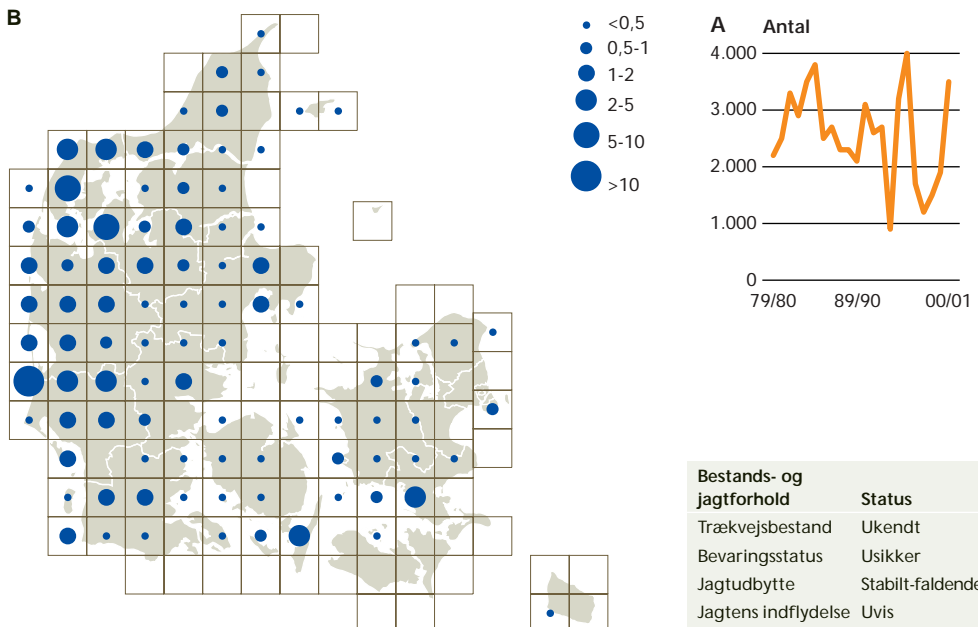 B
<0,5
0,5-1
1-2
2-5
5-10
>10
A Antal
4.000
3.000
2.000
1.000
0
79/80 89/90 00/01
Bestands- og
jagtforhold Status
Trækvejsbestand Ukendt
Bevaringsstatus Usikker
Jagtudbytte Stabilt-faldende
Jagtens indflydelse Uvis